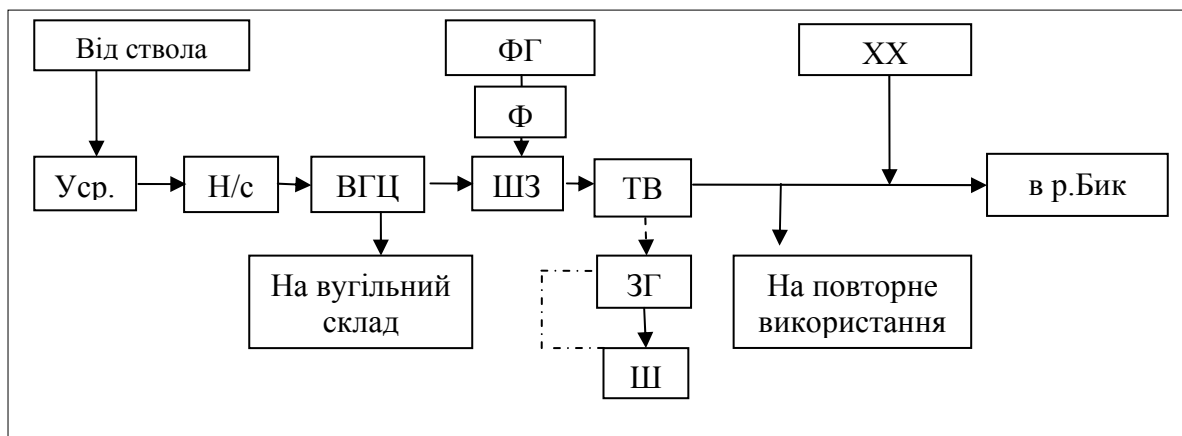 Від ствола
ФГ
ХХ
Ф
Уср.
Н/с
ВГЦ
ШЗ
ТВ
в р.Бик
На вугільний
склад
ЗГ
На повторне
використання
Ш